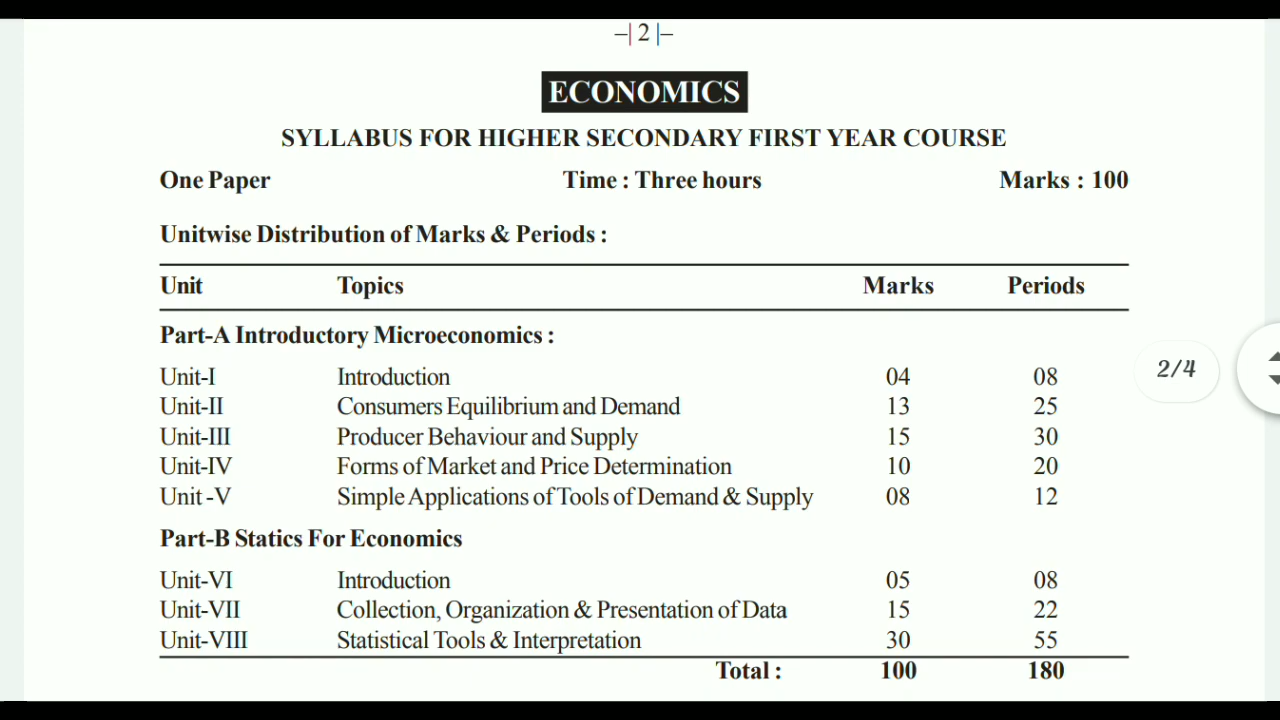 –| 2 |–
ECONOMICS
SYLLABUS FOR HIGHER SECONDARY FIRST YEAR COURSE
One Paper Time : Three hours Marks : 100
Unitwise Distribution of Marks & Periods :
Unit Topics Marks Periods
Part-A Introductory Microeconomics :
Unit-I Introduction 04 08
Unit-II Consumers Equilibrium and Demand 13 25
Unit-III Producer Behaviour and Supply 15 30
Unit-IV Forms of Market and Price Determination 10 20
Unit -V Simple Applications of Tools of Demand & Supply 08 12
Part-B Statics For Economics
Unit-VI Introduction 05 08
Unit-VII Collection, Organization & Presentation of Data 15 22
Unit-VIII Statistical Tools & Interpretation 30 55
Total : 100 180
2/4